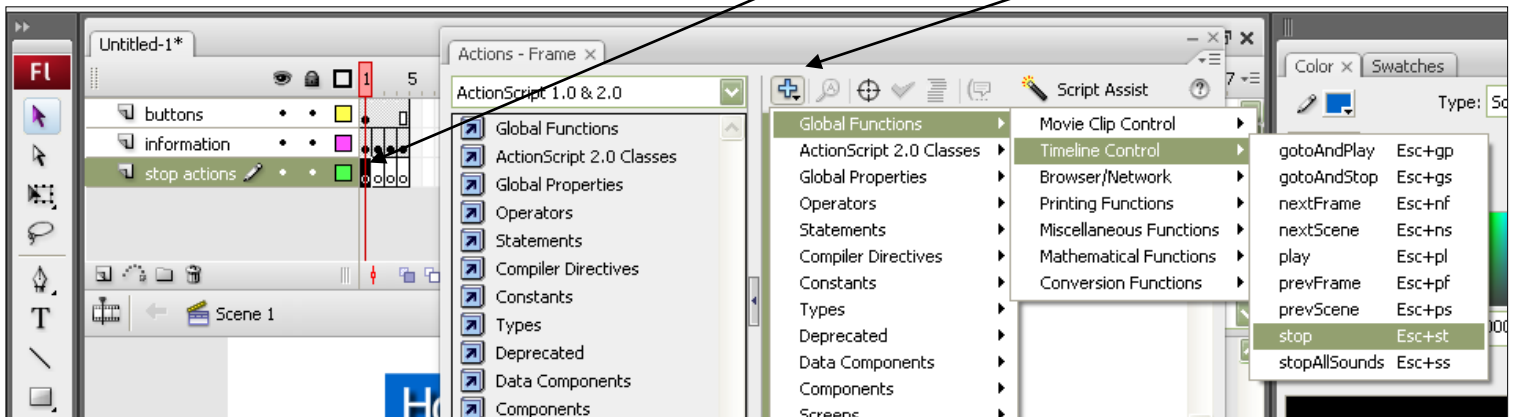 Untitled-1*
Fl
1 5
buttons
information
stop actions
Scene 1
T
Actions - Frame ×
ActionScript 1.0 & 2.0
Global Functions
ActionScript 2.0 Classes
Global Properties
Operators
Statements
Compiler Directives
Constants
Types
Deprecated
Data Components
Components
Script Assist
Global Functions
ActionScript 2.0 Classes
Global Properties
Operators
Statements
Compiler Directives
Constants
Types
Deprecated
Data Components
Components
Screens
Movie Clip Control
Timeline Control
Browser/Network
Printing Functions
Miscellaneous Functions
Mathematical Functions
Conversion Functions
gotoAndPlay Esc+gp
gotoAndStop Esc+gs
nextFrame Esc+nf
nextScene Esc+ns
play Esc+pl
prevFrame Esc+pf
prevScene Esc+ps
stop Esc+st
stopAllSounds Esc+ss
Color × Swatches
Type: